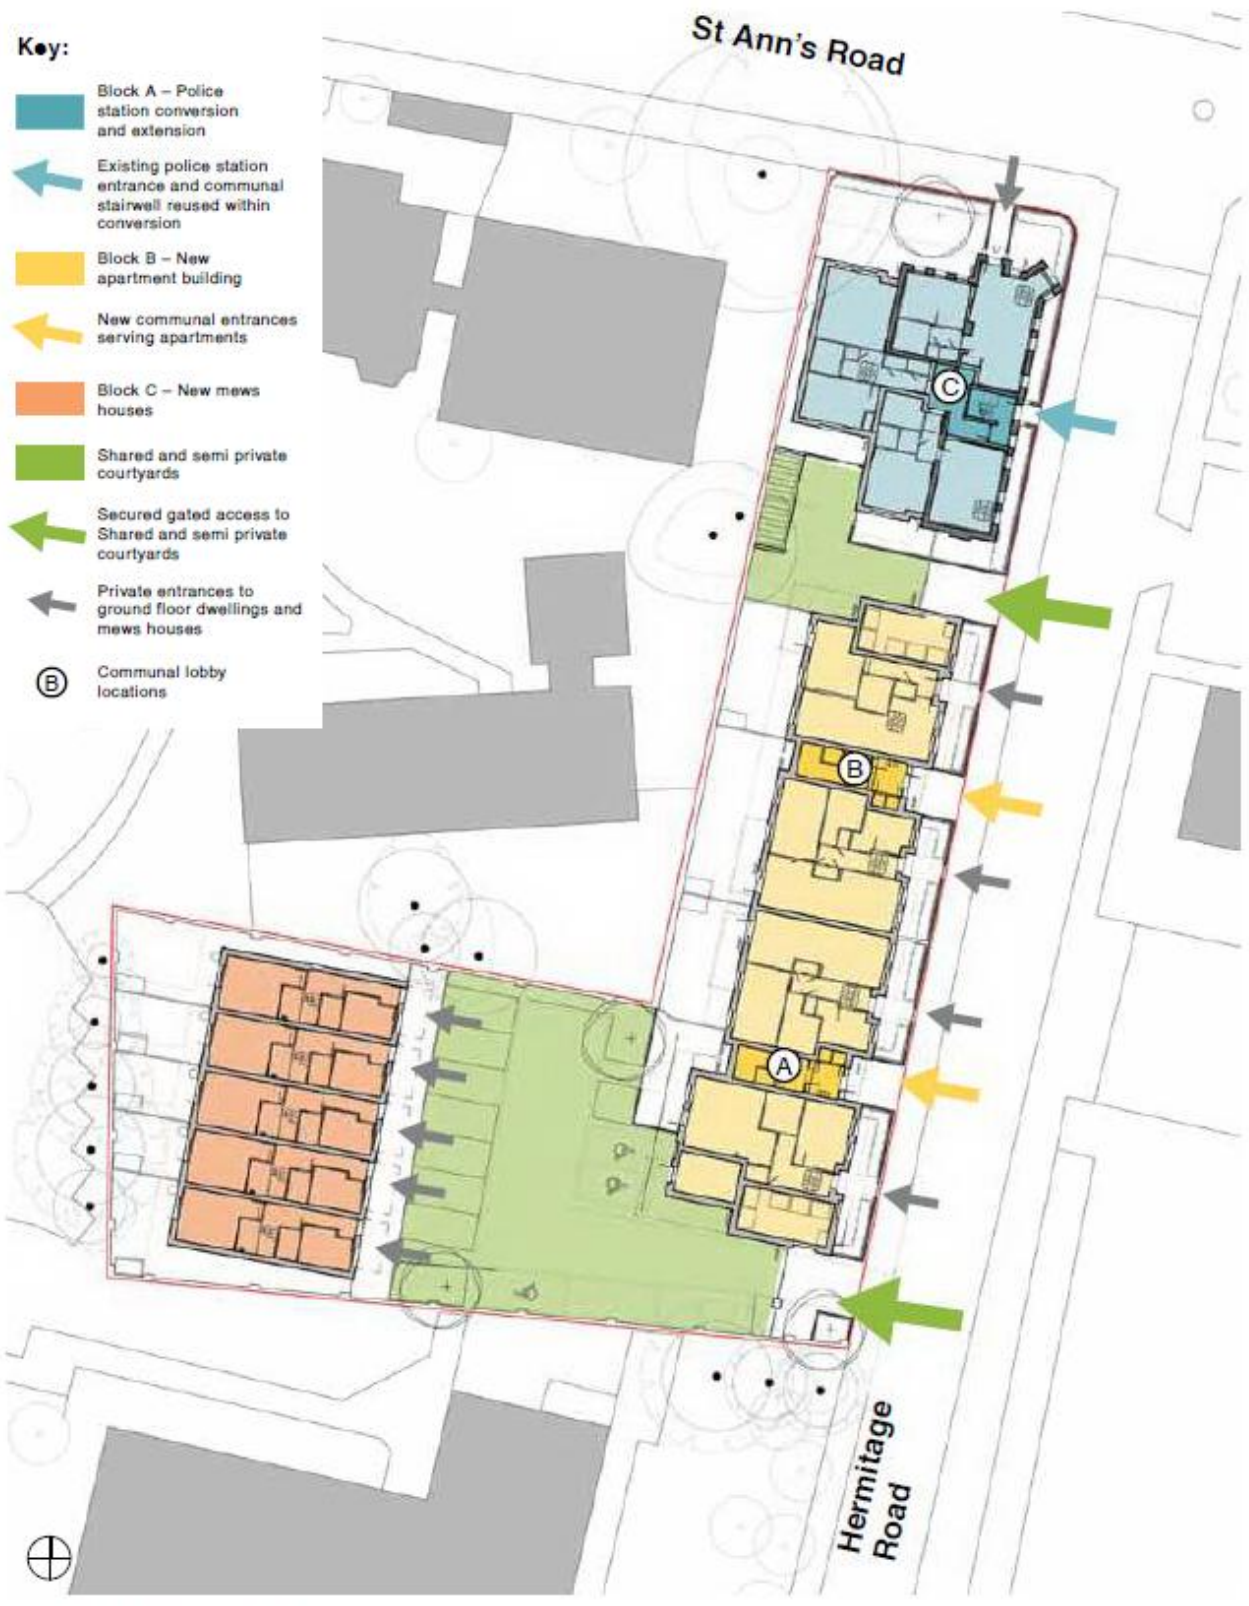 St Ann's Road
Key:
Block A – Police
station conversion
and extension
Existing police station
entrance and communal
stairwell reused within
conversion
Block B – New
apartment building
New communal entrances
serving apartments
Block C – New mews
houses
Shared and semi private
courtyards
Secured gated access to
Shared and semi private
courtyards
Private entrances to
ground floor dwellings and
mews houses
B
Communal lobby
locations
C
B
A
Hermitage
Road